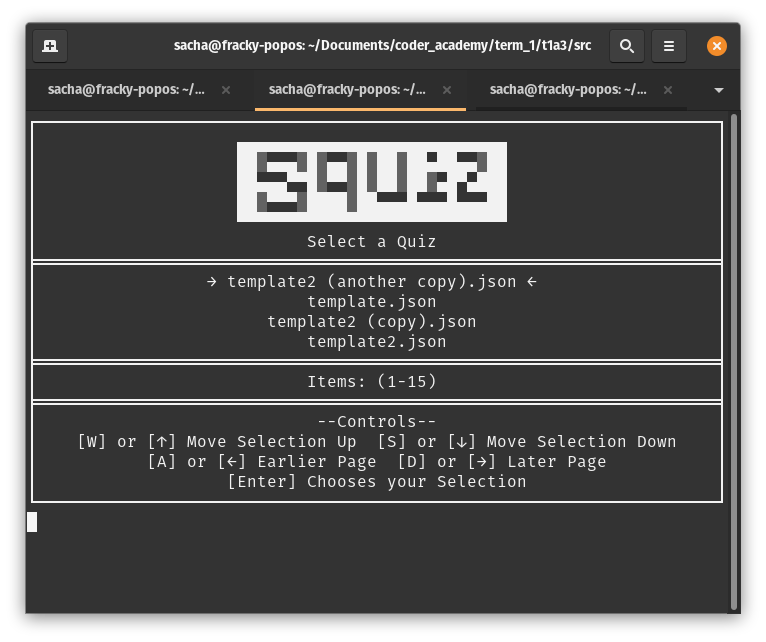 sacha@fracky-popos: ~/Documents/coder_academy/term_1/t1a3/src
sacha@fracky-popos: ~/... sacha@fracky-popos: ~/... sacha@fracky-popos: ~/...
Squiz
Select a Quiz
→ template2 (another copy).json ←
template.json
template2 (copy).json
template2.json
Items: (1-15)
--Controls--
[W] or [↑] Move Selection Up [S] or [↓] Move Selection Down
[A] or [←] Earlier Page [D] or [→] Later Page
[Enter] Chooses your Selection